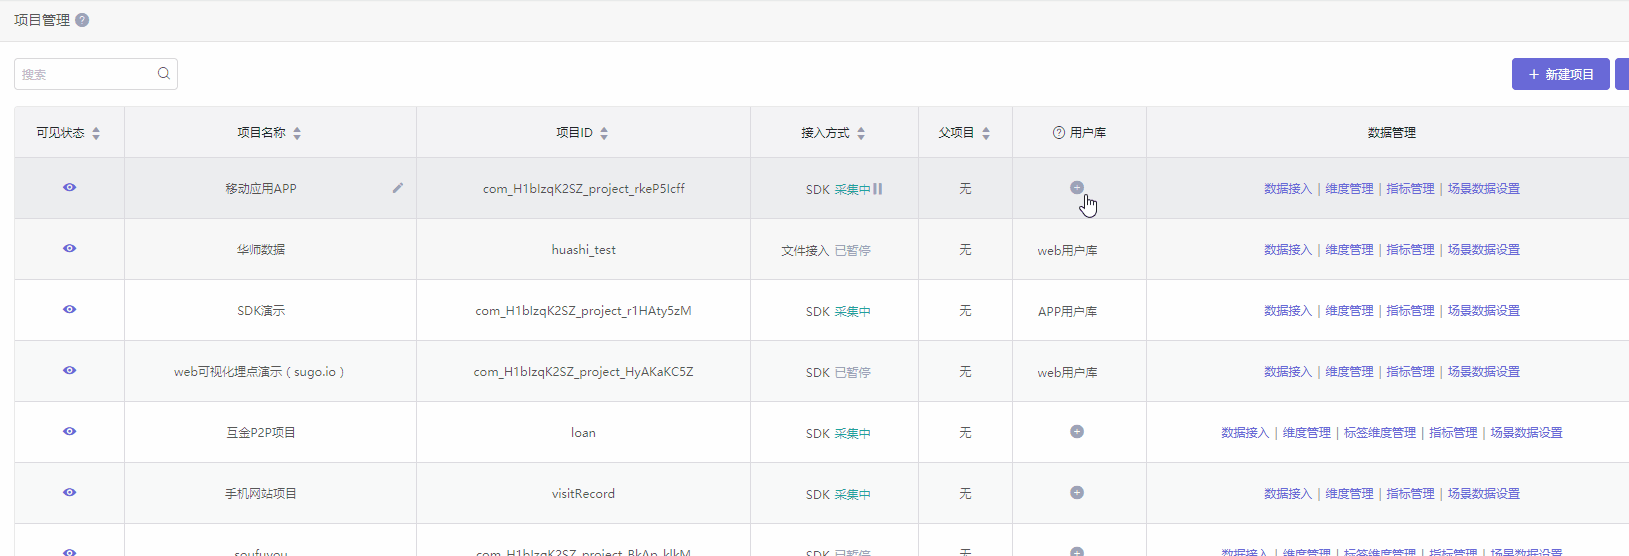 项目管理 ?
搜索
+ 新建项目
可见状态 项目名称 项目ID 接入方式 父项目 ? 用户库 数据管理
移动应用APP com_H1bIzqK2SZ_project_rkeP5Icff SDK 采集中 无 数据接入 | 维度管理 | 指标管理 | 场景数据设置
华师数据 huashi_test 文件接入 已暂停 无 web用户库 数据接入 | 维度管理 | 指标管理 | 场景数据设置
SDK演示 com_H1bIzqK2SZ_project_r1HAty5zM SDK 采集中 无 APP用户库 数据接入 | 维度管理 | 指标管理 | 场景数据设置
web可视化埋点演示（sugo.io） com_H1bIzqK2SZ_project_HyAKaKC5Z SDK 已暂停 无 web用户库 数据接入 | 维度管理 | 指标管理 | 场景数据设置
互金P2P项目 loan SDK 采集中 无 数据接入 | 维度管理 | 标签维度管理 | 指标管理 | 场景数据设置
手机网站项目 visitRecord SDK 采集中 无 数据接入 | 维度管理 | 指标管理 | 场景数据设置
SDK 已暂停 无 数据接入 | 维度管理 | 标签维度管理 | 指标管理 | 场景数据设置